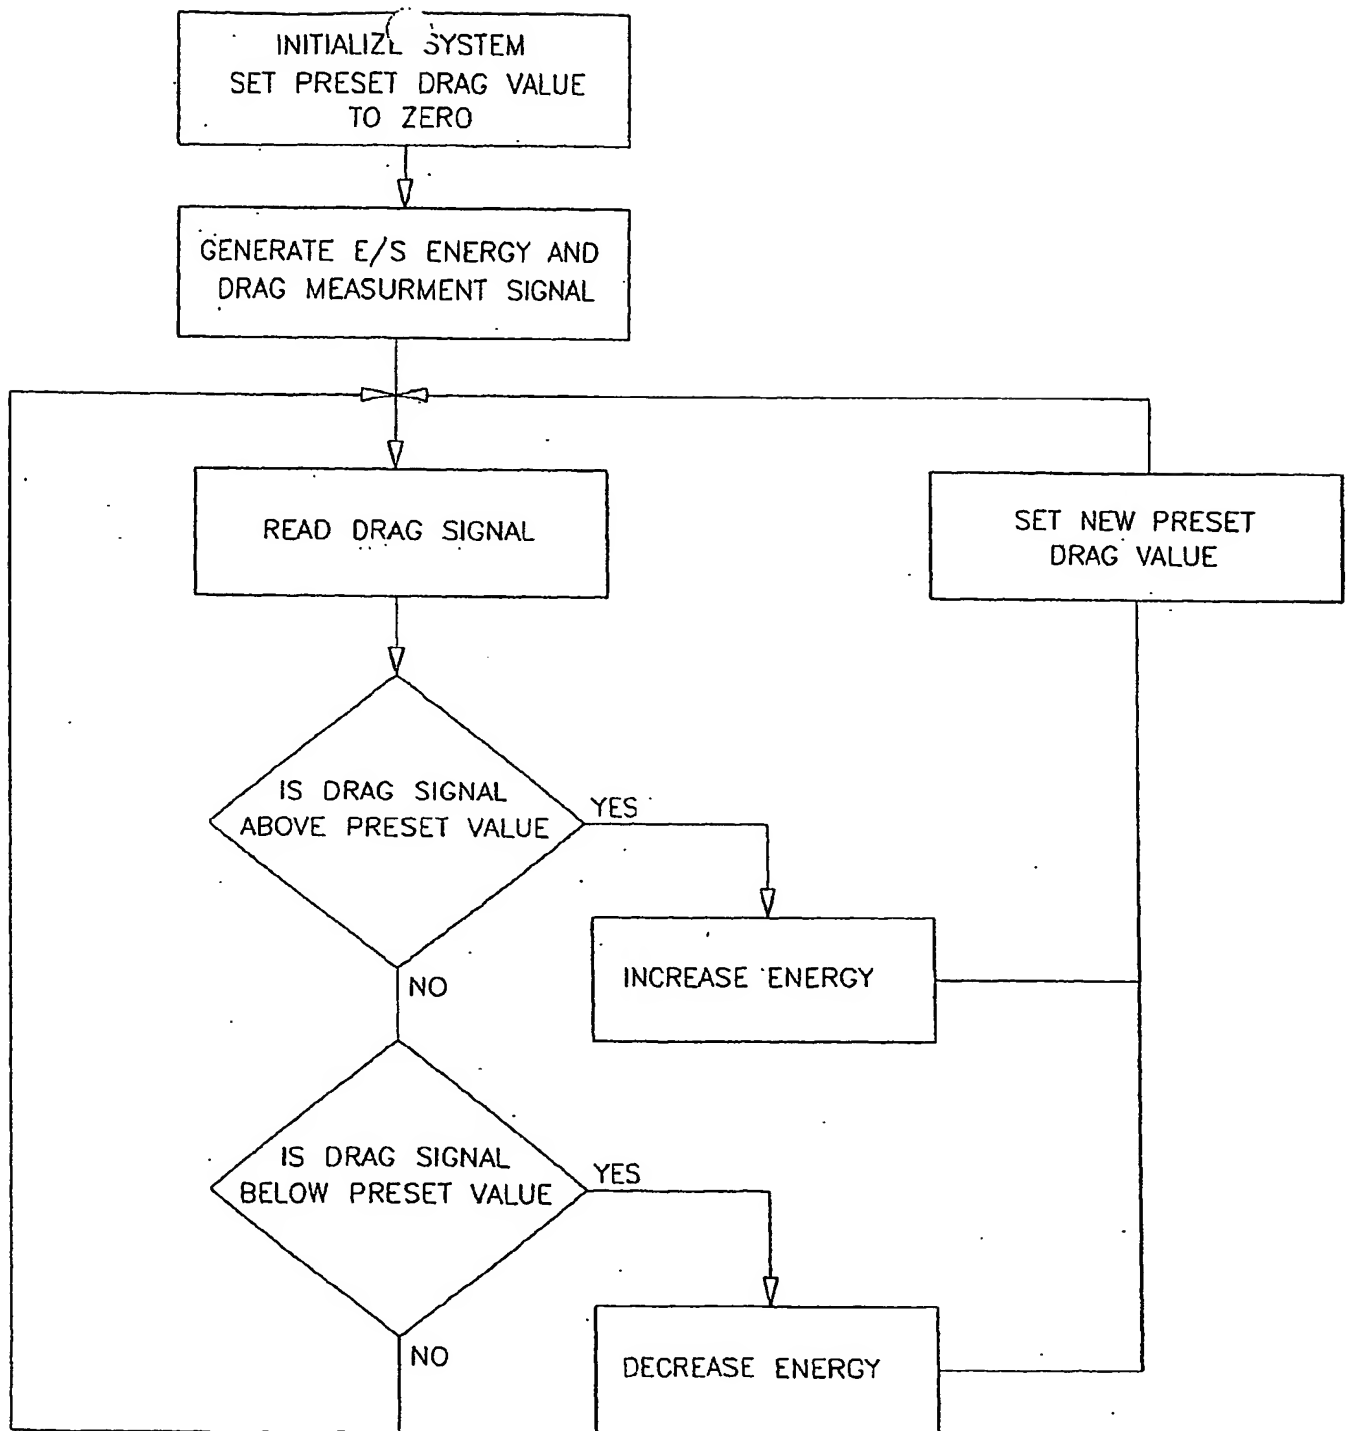 INITIALIZE SYSTEM
SET PRESET DRAG VALUE
TO ZERO
GENERATE E/S ENERGY AND
DRAG MEASURMENT SIGNAL
READ DRAG SIGNAL
SET NEW PRESET
DRAG VALUE
IS DRAG SIGNAL
ABOVE PRESET VALUE
YES
INCREASE ENERGY
NO
IS DRAG SIGNAL
BELOW PRESET VALUE
YES
DECREASE ENERGY
NO